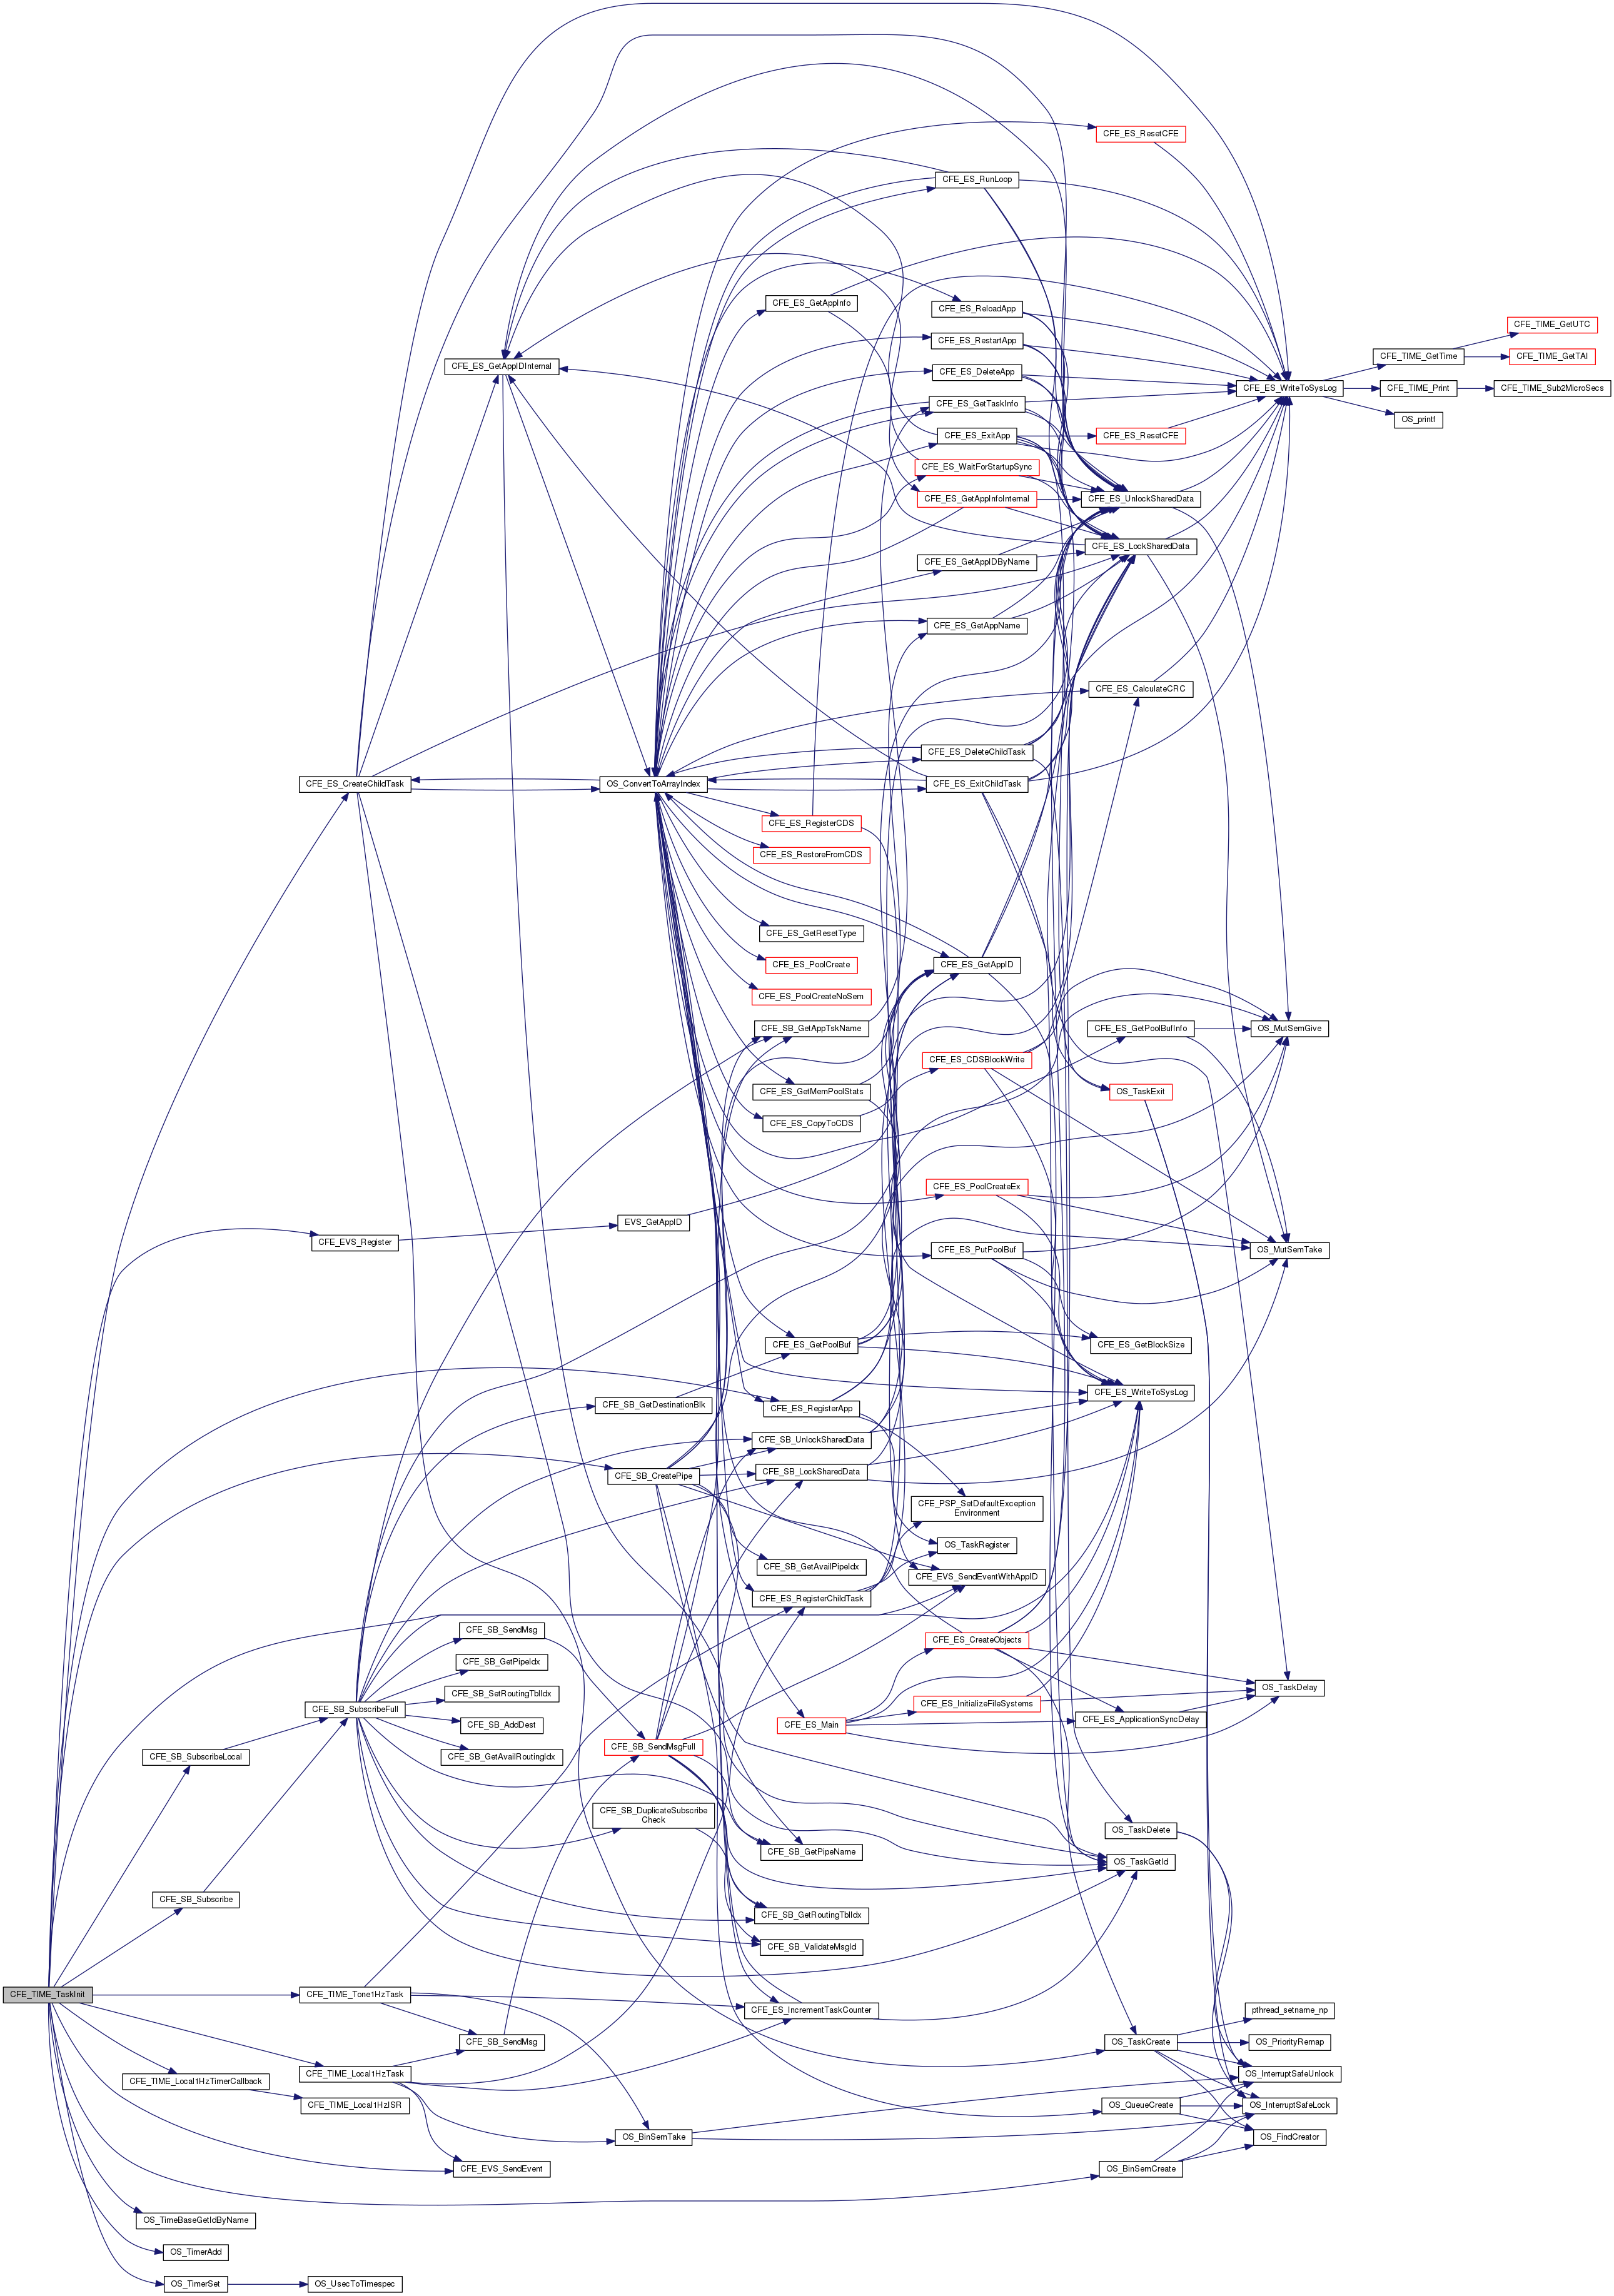 CFE_ES_ResetCFE
CFE_ES_RunLoop
CFE_ES_GetAppInfo
CFE_ES_ReloadApp
CFE_TIME_GetUTC
CFE_ES_RestartApp
CFE_TIME_GetTime
CFE_TIME_GetTAI
CFE_ES_GetAppIDInternal
CFE_ES_DeleteApp
CFE_ES_WriteToSysLog
CFE_TIME_Print
CFE_TIME_Sub2MicroSecs
CFE_ES_GetTaskInfo
OS_printf
CFE_ES_ExitApp
CFE_ES_ResetCFE
CFE_ES_WaitForStartupSync
CFE_ES_GetAppInfoInternal
CFE_ES_UnlockSharedData
CFE_ES_LockSharedData
CFE_ES_GetAppIDByName
CFE_ES_GetAppName
CFE_ES_CalculateCRC
CFE_ES_DeleteChildTask
CFE_ES_CreateChildTask
OS_ConvertToArrayIndex
CFE_ES_ExitChildTask
CFE_ES_RegisterCDS
CFE_ES_RestoreFromCDS
CFE_ES_GetResetType
CFE_ES_PoolCreate
CFE_ES_GetAppID
CFE_ES_PoolCreateNoSem
CFE_SB_GetAppTskName
CFE_ES_GetPoolBufInfo
OS_MutSemGive
CFE_ES_CDSBlockWrite
CFE_ES_GetMemPoolStats
OS_TaskExit
CFE_ES_CopyToCDS
CFE_ES_PoolCreateEx
EVS_GetAppID
CFE_EVS_Register
CFE_ES_PutPoolBuf
OS_MutSemTake
CFE_ES_GetPoolBuf
CFE_ES_GetBlockSize
CFE_ES_WriteToSysLog
CFE_SB_GetDestinationBlk
CFE_ES_RegisterApp
CFE_SB_UnlockSharedData
CFE_SB_CreatePipe
CFE_SB_LockSharedData
CFE_PSP_SetDefaultException
Environment
OS_TaskRegister
CFE_SB_GetAvailPipeIdx
CFE_EVS_SendEventWithAppID
CFE_ES_RegisterChildTask
CFE_SB_SendMsg
CFE_ES_CreateObjects
CFE_SB_GetPipeIdx
OS_TaskDelay
CFE_SB_SetRoutingTblIdx
CFE_ES_InitializeFileSystems
CFE_SB_SubscribeFull
CFE_SB_AddDest
CFE_ES_Main
CFE_ES_ApplicationSyncDelay
CFE_SB_SendMsgFull
CFE_SB_SubscribeLocal
CFE_SB_GetAvailRoutingIdx
CFE_SB_DuplicateSubscribe
Check
OS_TaskDelete
CFE_SB_GetPipeName
OS_TaskGetId
CFE_SB_Subscribe
CFE_SB_GetRoutingTblIdx
CFE_SB_ValidateMsgId
CFE_TIME_TaskInit
CFE_TIME_Tone1HzTask
CFE_ES_IncrementTaskCounter
pthread_setname_np
CFE_SB_SendMsg
OS_TaskCreate
OS_PriorityRemap
CFE_TIME_Local1HzTask
OS_InterruptSafeUnlock
CFE_TIME_Local1HzTimerCallback
CFE_TIME_Local1HzISR
OS_QueueCreate
OS_InterruptSafeLock
OS_BinSemTake
OS_FindCreator
CFE_EVS_SendEvent
OS_BinSemCreate
OS_TimeBaseGetIdByName
OS_TimerAdd
OS_TimerSet
OS_UsecToTimespec